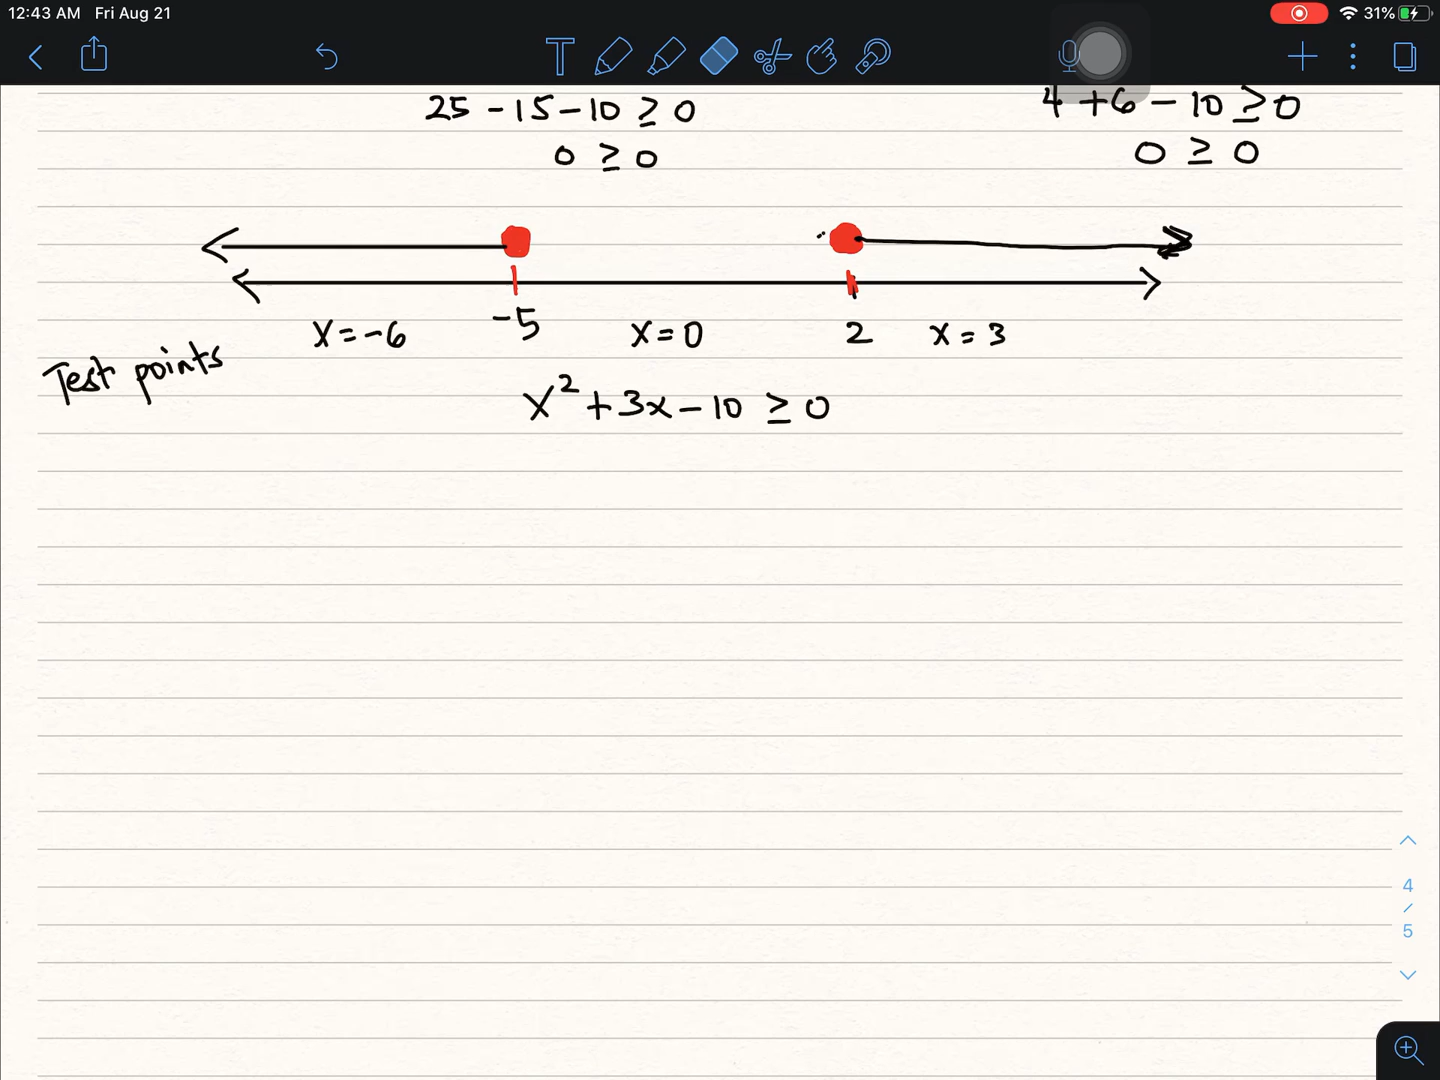 12:43 AM Fri Aug 21
31%
25 - 15 - 10 ≥ 0
4 + 6 - 10 ≥ 0
0 ≥ 0
0 ≥ 0
x = -6
-5
x = 0
2
x = 3
Test points
x² + 3x - 10 ≥ 0
4
/
5